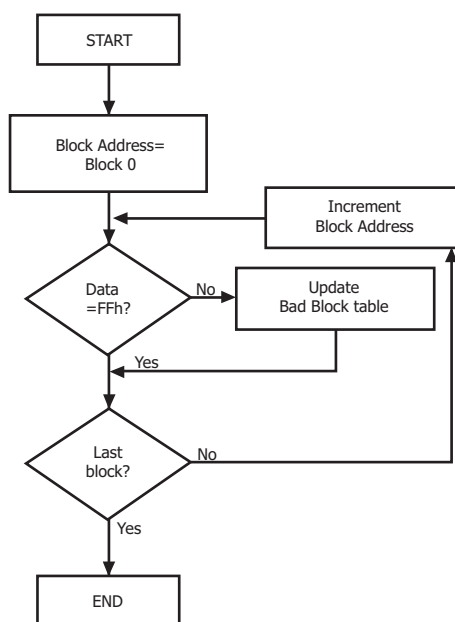 START
Block Address=
Block 0
Increment
Block Address
Data
=FFh?
No
Update
Bad Block table
Yes
Last
block?
No
Yes
END